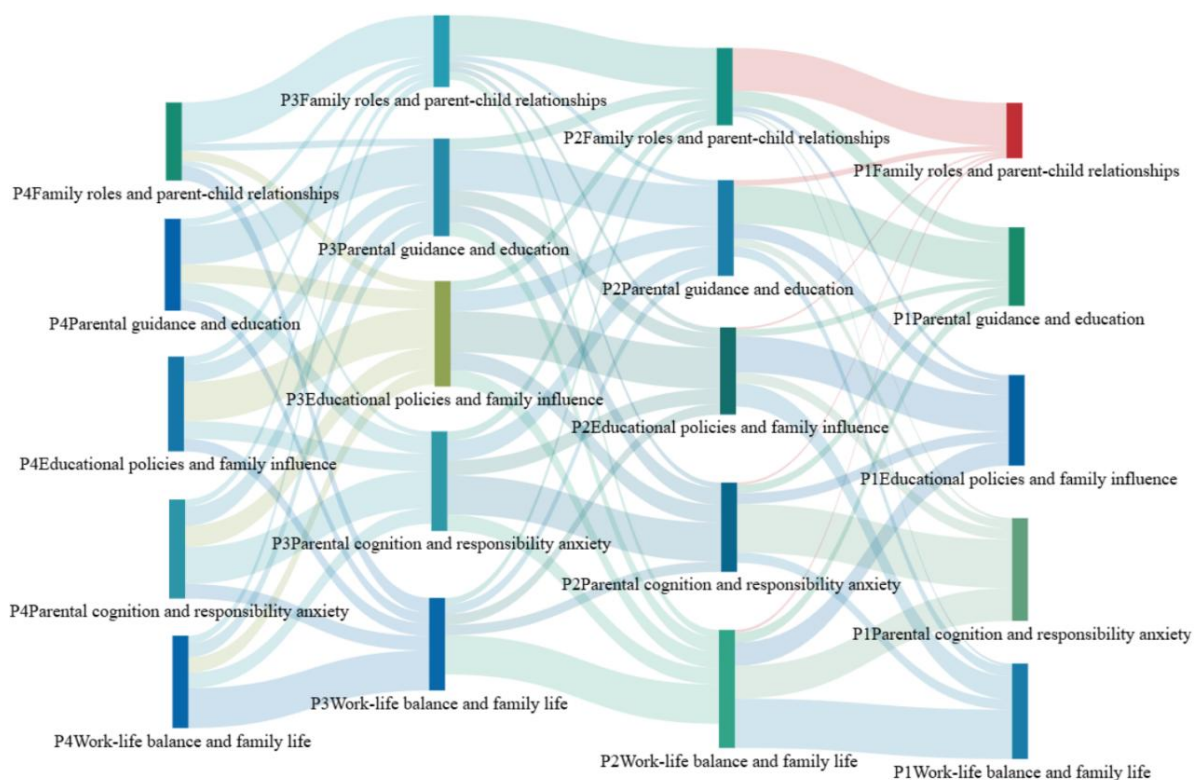 P4Family roles and parent-child relationships
P4Parental guidance and education
P4Educational policies and family influence
P4Parental cognition and responsibility anxiety
P4Work-life balance and family life
P3Family roles and parent-child relationships
P3Parental guidance and education
P3Educational policies and family influence
P3Parental cognition and responsibility anxiety
P3Work-life balance and family life
P2Family roles and parent-child relationships
P2Parental guidance and education
P2Educational policies and family influence
P2Parental cognition and responsibility anxiety
P2Work-life balance and family life
P1Family roles and parent-child relationships
P1Parental guidance and education
P1Educational policies and family influence
P1Parental cognition and responsibility anxiety
P1Work-life balance and family life